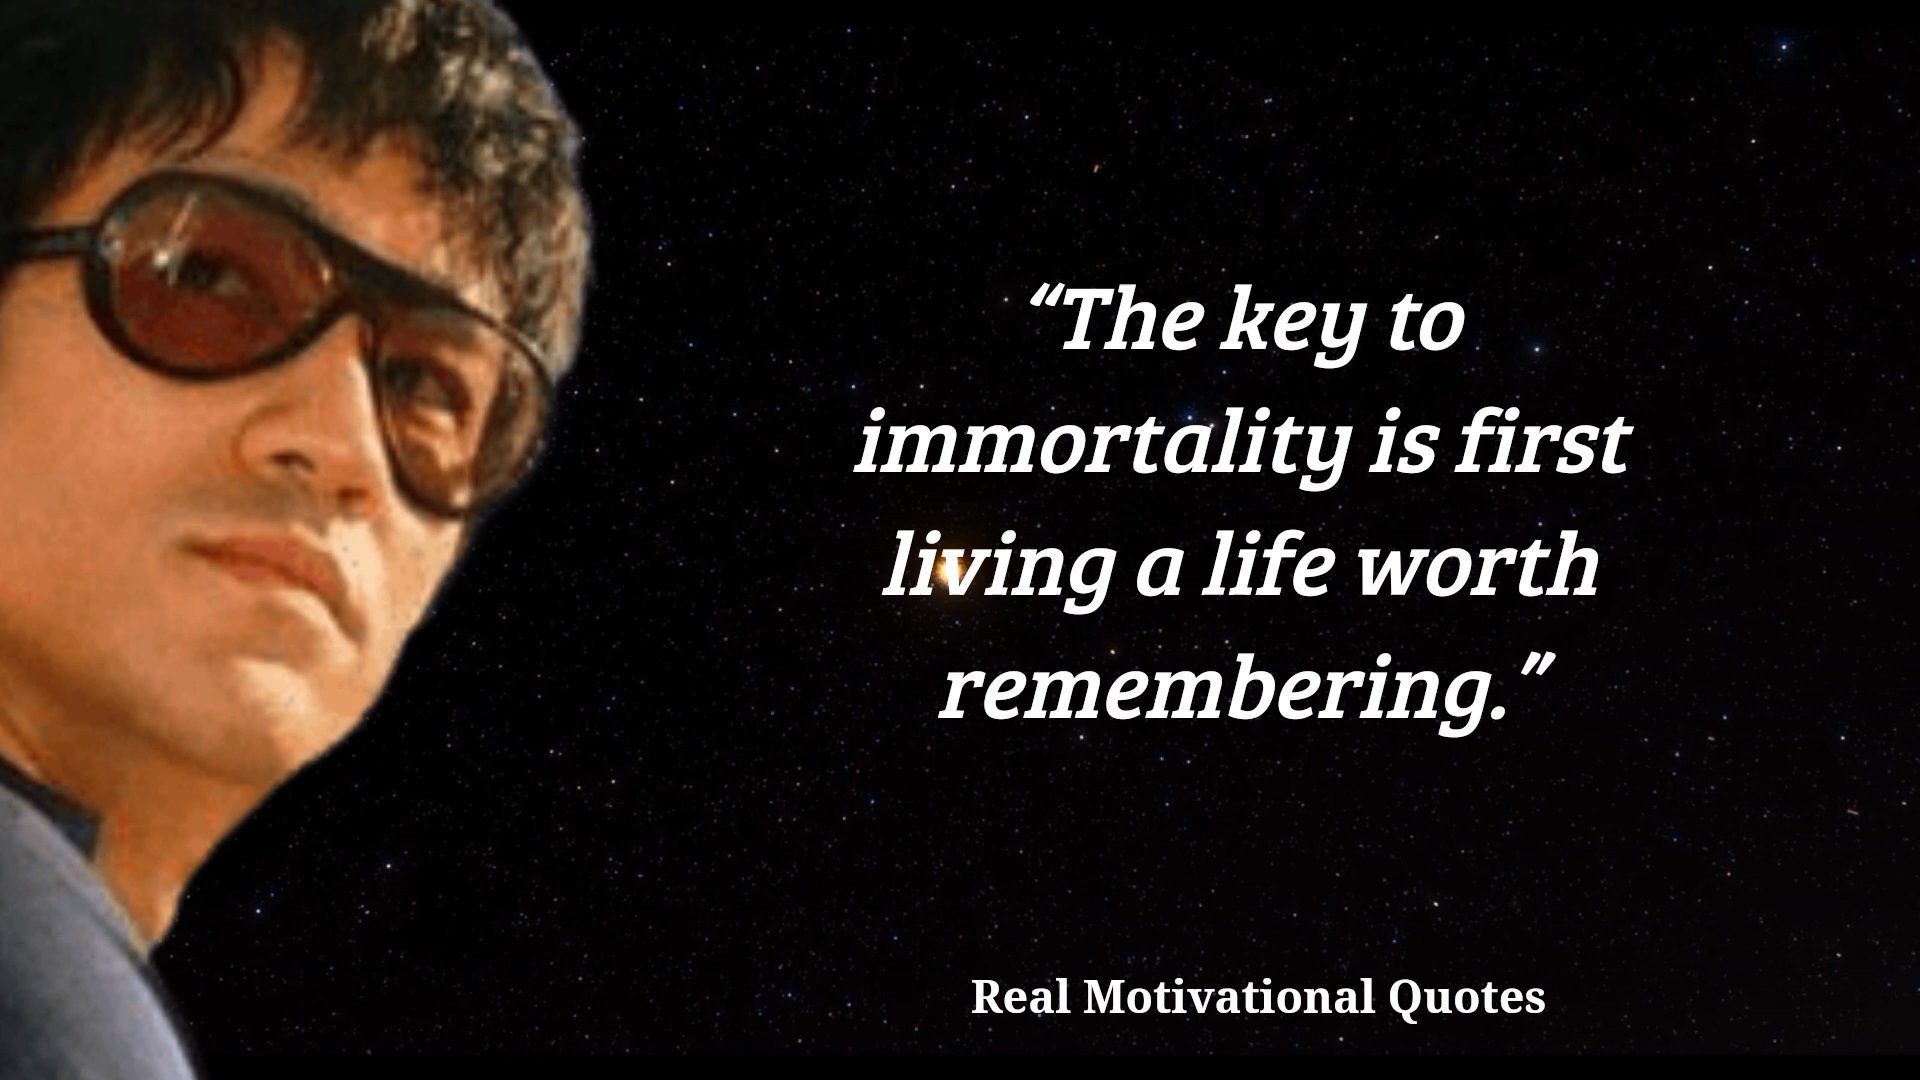 “The key to
immortality is first
living a life worth
remembering.”
Real Motivational Quotes